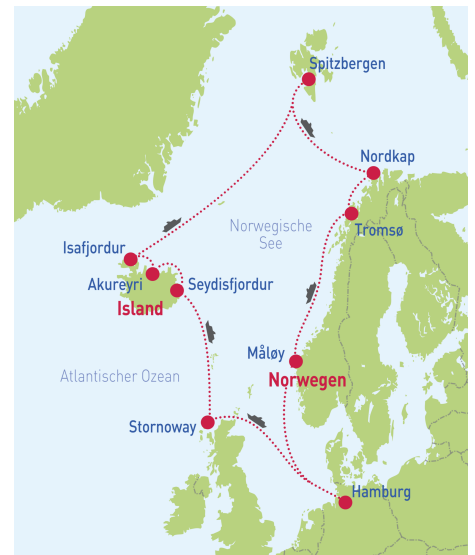 Spitzbergen
Nordkap
Norwegische
See
Tromsø
Isafjordur
Akureyri
Seydisfjordur
Island
Måløy
Norwegen
Atlantischer Ozean
Stornoway
Hamburg